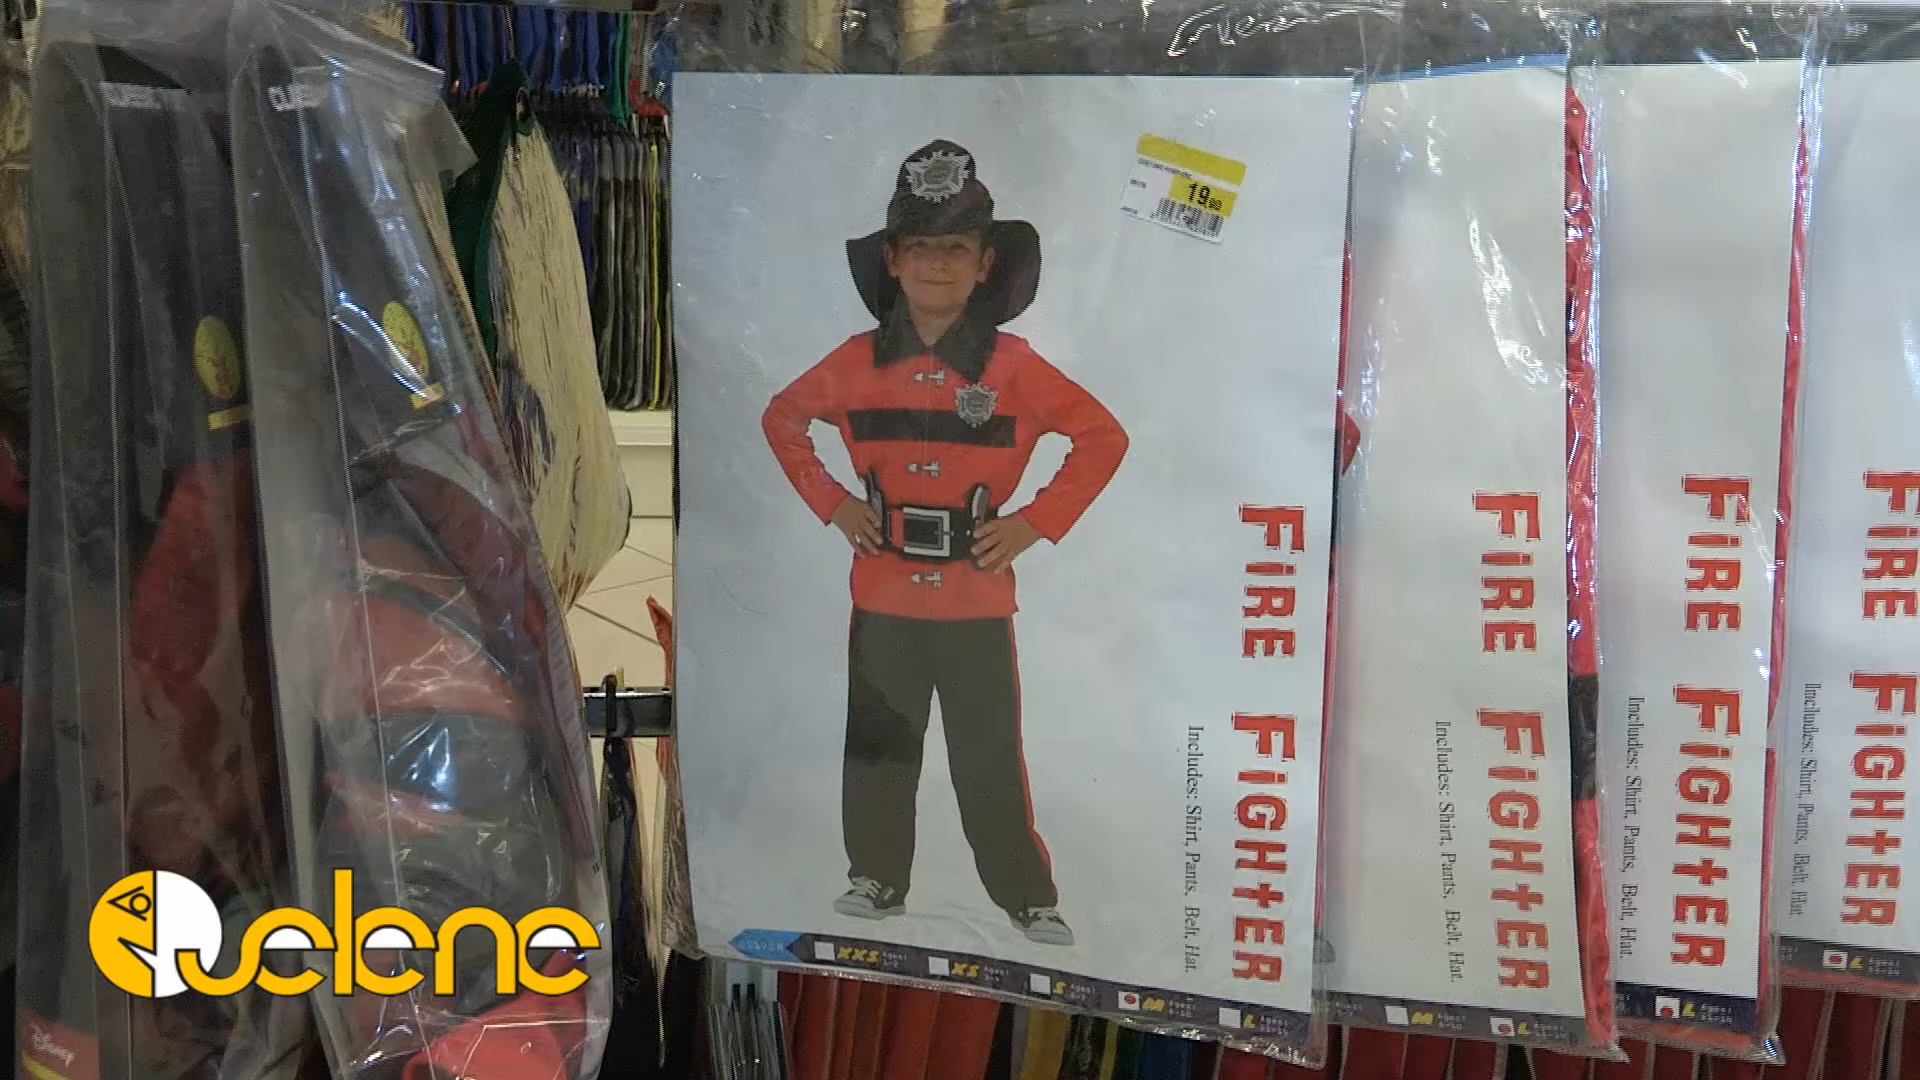 19.90
FiRE FiGHtER
Includes: Shirt, Pants, Belt, Hat.
XXS
XS
S
M
L
FiRE FiGHtER
Includes: Shirt, Pants, Belt, Hat.
M
L
FiRE FiGHtER
Includes: Shirt, Pants, Belt, Hat.
L
FiRE FiGHtER
Includes: Shirt, Pants, Belt, Hat.
L
Disney
selene